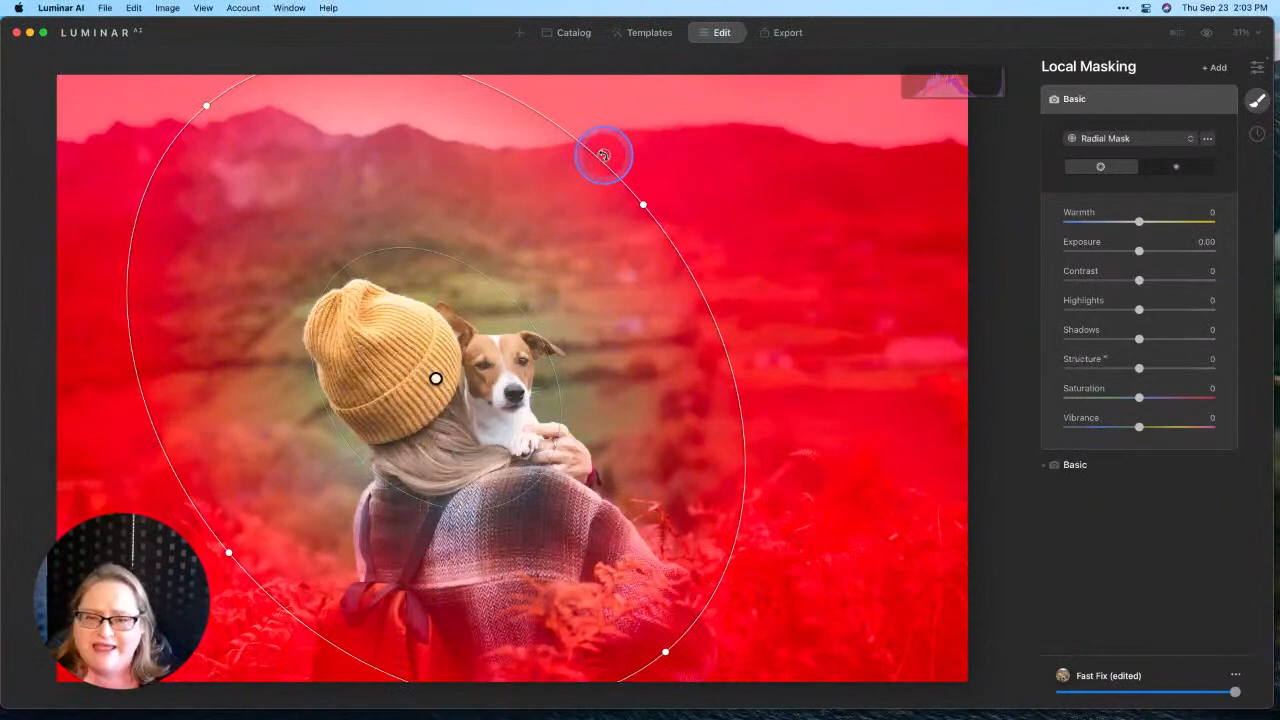 Luminar AI File Edit Image View Account Window Help
Thu Sep 23 2:03 PM
LUMINAR AI
Catalog Templates Edit Export
31%
Local Masking + Add
Basic
Radial Mask
Warmth 0
Exposure 0.00
Contrast 0
Highlights 0
Shadows 0
Structure AI 0
Saturation 0
Vibrance 0
Basic
Fast Fix (edited)